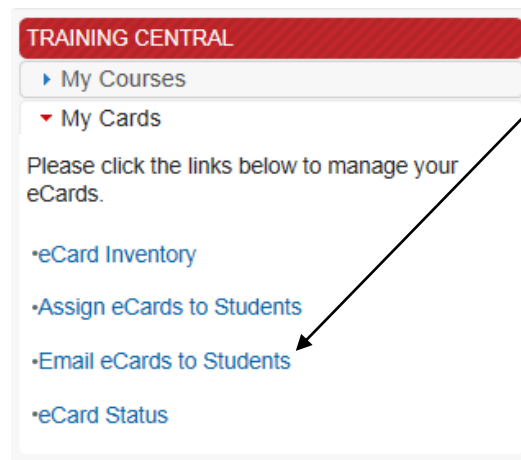 TRAINING CENTRAL
My Courses
My Cards
Please click the links below to manage your
eCards.
•eCard Inventory
•Assign eCards to Students
•Email eCards to Students
•eCard Status